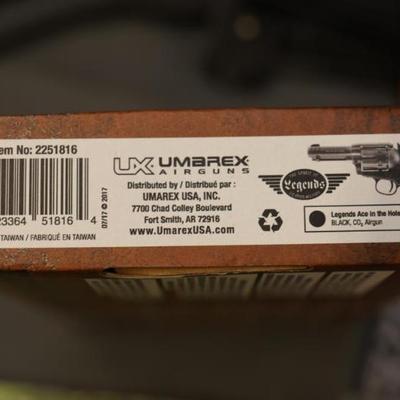 em No: 2251816
UX UMAREX
AIRGUNS
Distributed by / Distribué par :
UMAREX USA, INC.
7700 Chad Colley Boulevard
Fort Smith, AR 72916
www.UmarexUSA.com
23364 51816 4
07/17 © 2017
TAIWAN / FABRIQUÉ EN TAIWAN
Legends
Legends Ace in the Hole
BLACK, CO₂ Airgun